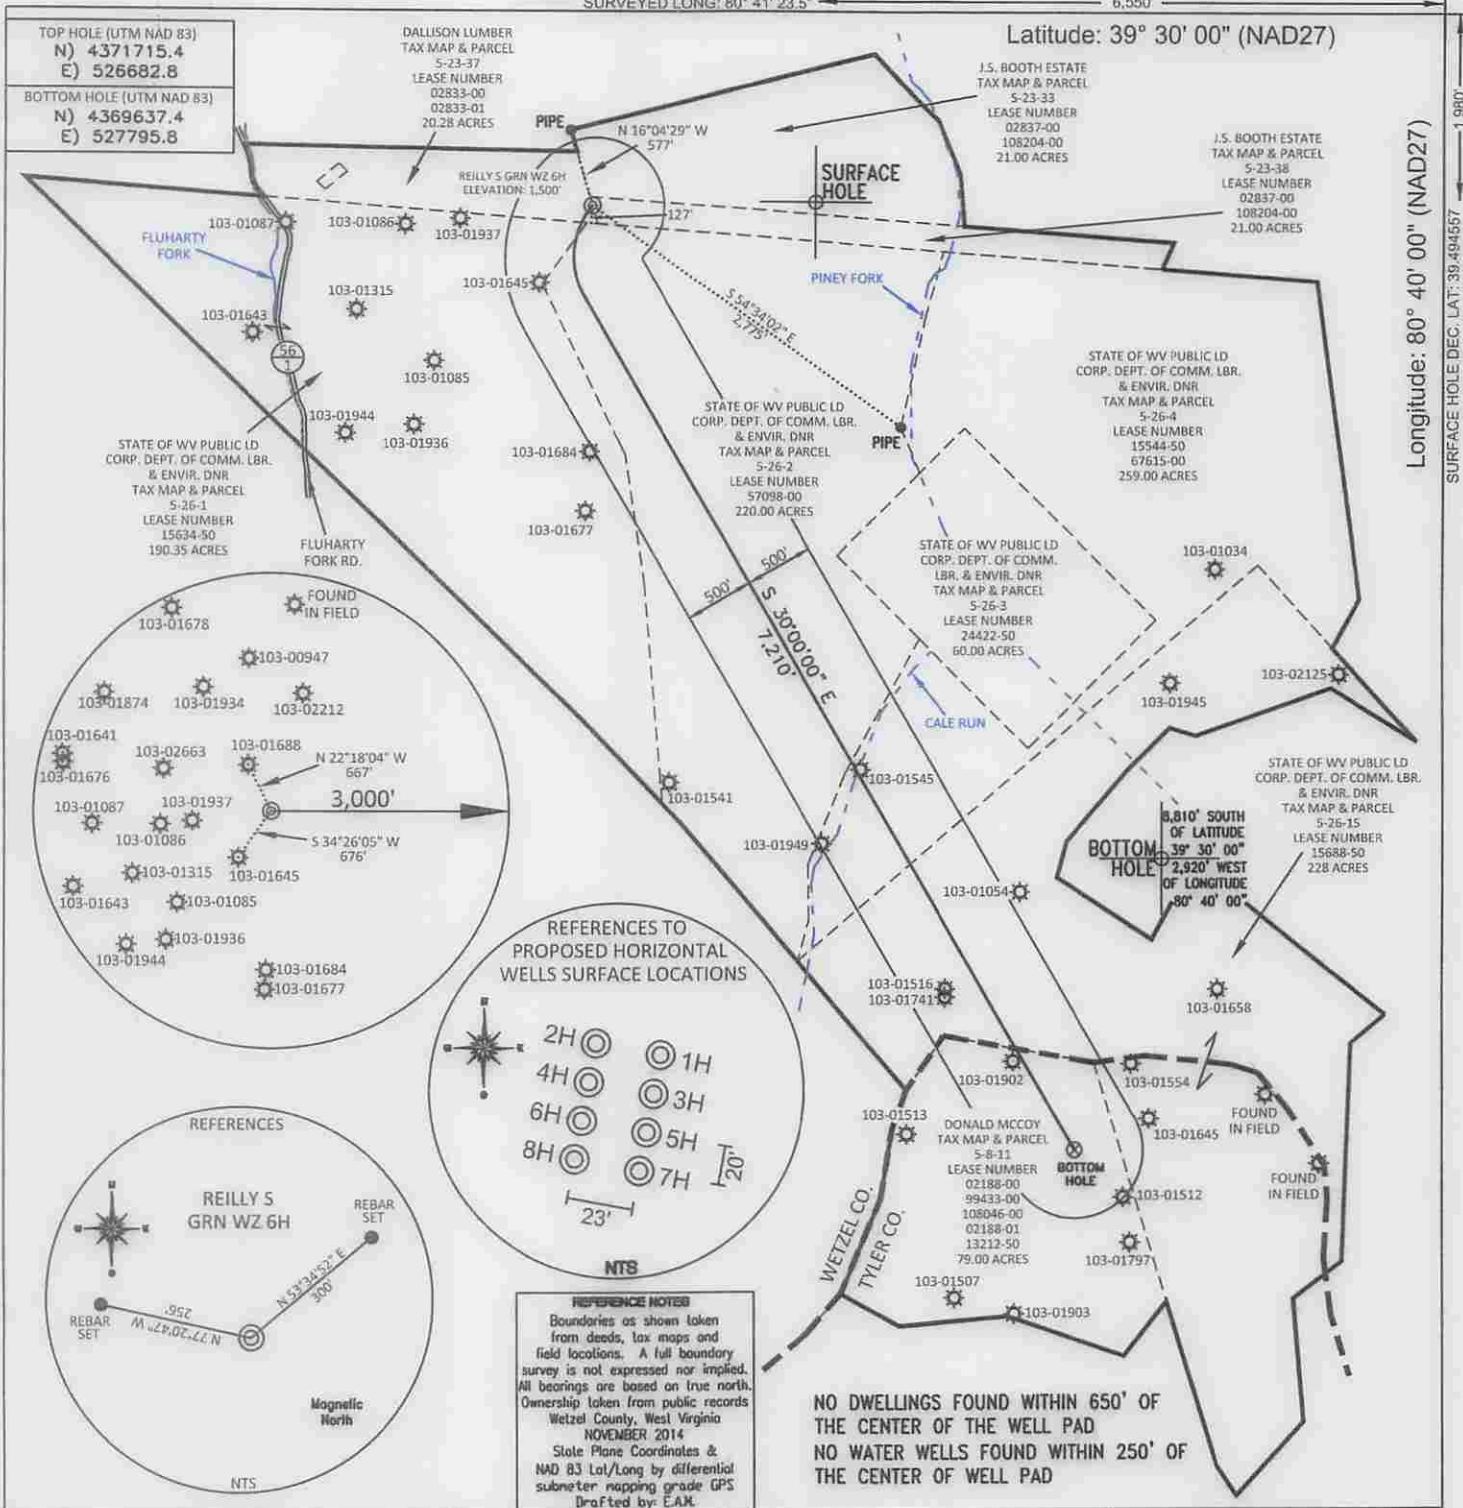 SURVEYED LONG: 80° 41' 23.5"
6,550'
TOP HOLE (UTM NAD 83)
N) 4371715.4
E) 526682.8
BOTTOM HOLE (UTM NAD 83)
N) 4369637.4
E) 527795.8
DALLISON LUMBER
TAX MAP & PARCEL
5-23-37
LEASE NUMBER
02833-00
02833-01
20.28 ACRES
Latitude: 39° 30' 00" (NAD27)
Longitude: 80° 40' 00" (NAD27)
1,980'
SURFACE HOLE DEC. LAT: 39.494557
J.S. BOOTH ESTATE
TAX MAP & PARCEL
5-23-33
LEASE NUMBER
02837-00
108204-00
21.00 ACRES
J.S. BOOTH ESTATE
TAX MAP & PARCEL
5-23-38
LEASE NUMBER
02837-00
108204-00
21.00 ACRES
PIPE
N 16°04'29" W
577'
REILLY S GRN WZ 6H
ELEVATION: 1,500'
SURFACE
HOLE
127'
103-01087
103-01086
103-01937
FLUHARTY
FORK
103-01645
PINEY FORK
103-01315
103-01643
S 54°34'02" E
2,775'
56
1
103-01085
103-01944
103-01936
STATE OF WV PUBLIC LD
CORP. DEPT. OF COMM. LBR.
& ENVIR. DNR
TAX MAP & PARCEL
5-26-4
LEASE NUMBER
15544-50
67615-00
259.00 ACRES
STATE OF WV PUBLIC LD
CORP. DEPT. OF COMM. LBR.
& ENVIR. DNR
TAX MAP & PARCEL
5-26-2
LEASE NUMBER
57098-00
220.00 ACRES
PIPE
STATE OF WV PUBLIC LD
CORP. DEPT. OF COMM. LBR.
& ENVIR. DNR
TAX MAP & PARCEL
5-26-1
LEASE NUMBER
15634-50
190.35 ACRES
103-01684
103-01677
FLUHARTY
FORK RD.
500'
500'
S 30°00'00" E
7,210'
STATE OF WV PUBLIC LD
CORP. DEPT. OF COMM.
LBR. & ENVIR. DNR
TAX MAP & PARCEL
5-26-3
LEASE NUMBER
24422-50
60.00 ACRES
103-01034
103-01945
103-02125
CALE RUN
FOUND
IN FIELD
103-01678
103-00947
103-01874
103-01934
103-02212
103-01641
103-01676
103-02663
103-01688
N 22°18'04" W
667'
3,000'
103-01087
103-01937
103-01086
S 34°26'05" W
676'
103-01315
103-01645
103-01643
103-01085
103-01936
103-01944
103-01684
103-01677
103-01541
103-01545
103-01949
103-01054
STATE OF WV PUBLIC LD
CORP. DEPT. OF COMM. LBR.
& ENVIR. DNR
TAX MAP & PARCEL
5-26-15
LEASE NUMBER
15688-50
228 ACRES
BOTTOM
HOLE
8,810' SOUTH
OF LATITUDE
39° 30' 00"
2,920' WEST
OF LONGITUDE
80° 40' 00"
103-01516
103-01741
103-01658
REFERENCES TO
PROPOSED HORIZONTAL
WELLS SURFACE LOCATIONS
2H
1H
4H
3H
6H
5H
8H
7H
20'
23'
NTS
103-01902
103-01554
103-01513
103-01645
FOUND
IN FIELD
FOUND
IN FIELD
DONALD MCCOY
TAX MAP & PARCEL
5-8-11
LEASE NUMBER
02188-00
99433-00
108046-00
02188-01
13212-50
79.00 ACRES
BOTTOM
HOLE
103-01512
103-01797
WETZEL CO.
TYLER CO.
103-01507
103-01903
REFERENCES
REILLY S
GRN WZ 6H
REBAR
SET
N 53°34'52" E
300'
REBAR
SET
256'
N 77°20'47" W
Magnetic
North
NTS
REFERENCE NOTES
Boundaries as shown taken
from deeds, tax maps and
field locations. A full boundary
survey is not expressed nor implied.
All bearings are based on true north.
Ownership taken from public records
Wetzel County, West Virginia
NOVEMBER 2014
State Plane Coordinates &
NAD 83 Lat/Long by differential
submeter mapping grade GPS
Drafted by: E.A.M.
NO DWELLINGS FOUND WITHIN 650' OF
THE CENTER OF THE WELL PAD
NO WATER WELLS FOUND WITHIN 250' OF
THE CENTER OF WELL PAD